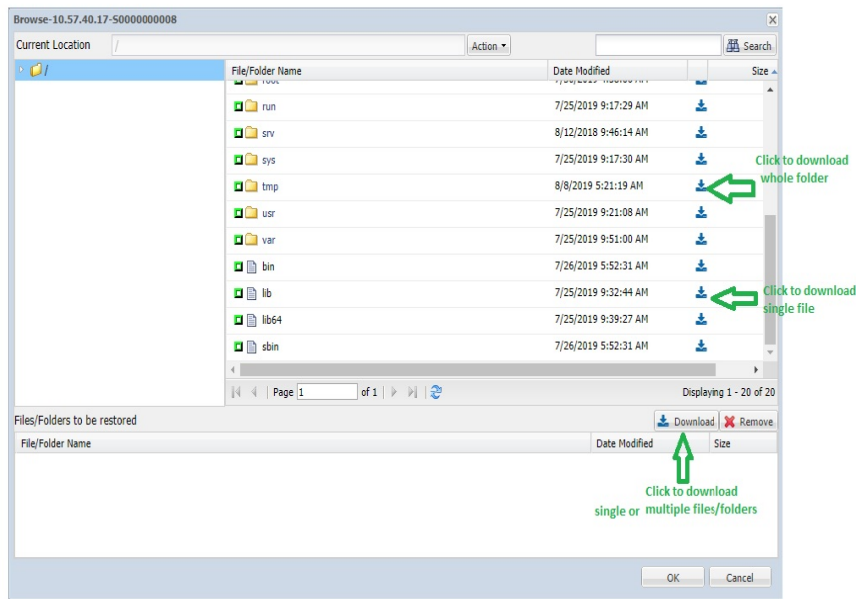 Browse-10.57.40.17-S0000000008
Current Location / Action Search
/
File/Folder Name Date Modified Size
root
run 7/25/2019 9:17:29 AM
srv 8/12/2018 9:46:14 AM
sys 7/25/2019 9:17:30 AM
Click to download
whole folder
tmp 8/8/2019 5:21:19 AM
usr 7/25/2019 9:21:08 AM
var 7/25/2019 9:51:00 AM
bin 7/26/2019 5:52:31 AM
lib 7/25/2019 9:32:44 AM
Click to download
single file
lib64 7/25/2019 9:39:27 AM
sbin 7/26/2019 5:52:31 AM
Page 1 of 1 Displaying 1 - 20 of 20
Files/Folders to be restored Download Remove
File/Folder Name Date Modified Size
Click to download
single or multiple files/folders
OK Cancel